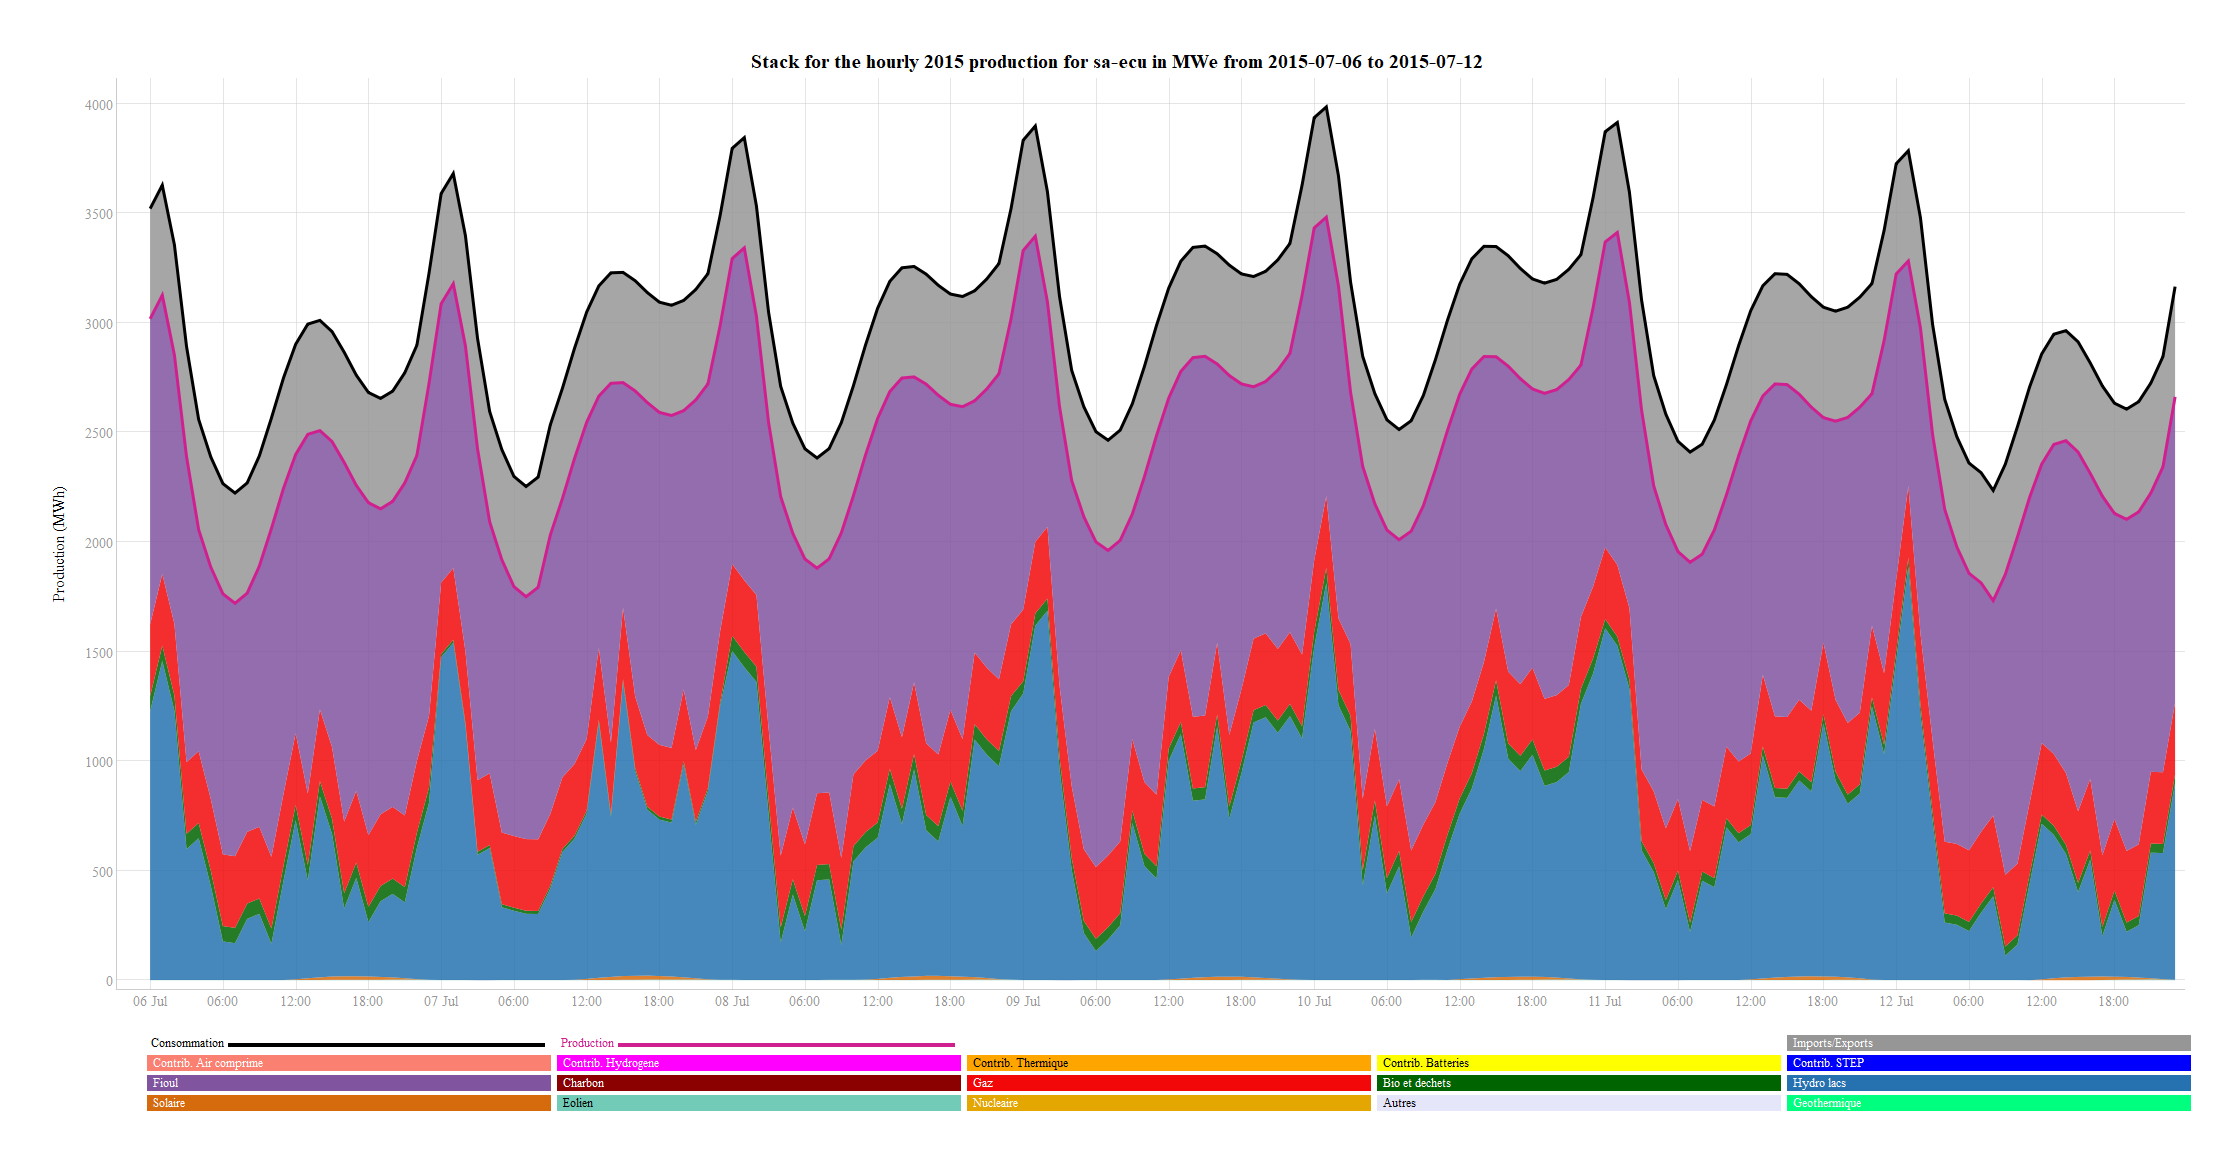 Stack for the hourly 2015 production for sa-ecu in MWe from 2015-07-06 to 2015-07-12
4000
3500
3000
2500
2000
1500
1000
500
0
Production (MWh)
06 Jul 06:00 12:00 18:00 07 Jul 06:00 12:00 18:00 08 Jul 06:00 12:00 18:00 09 Jul 06:00 12:00 18:00 10 Jul 06:00 12:00 18:00 11 Jul 06:00 12:00 18:00 12 Jul 06:00 12:00 18:00
Consommation Production Imports/Exports
Contrib. Air comprime Contrib. Hydrogene Contrib. Thermique Contrib. Batteries Contrib. STEP
Fioul Charbon Gaz Bio et dechets Hydro lacs
Solaire Eolien Nucleaire Autres Geothermique